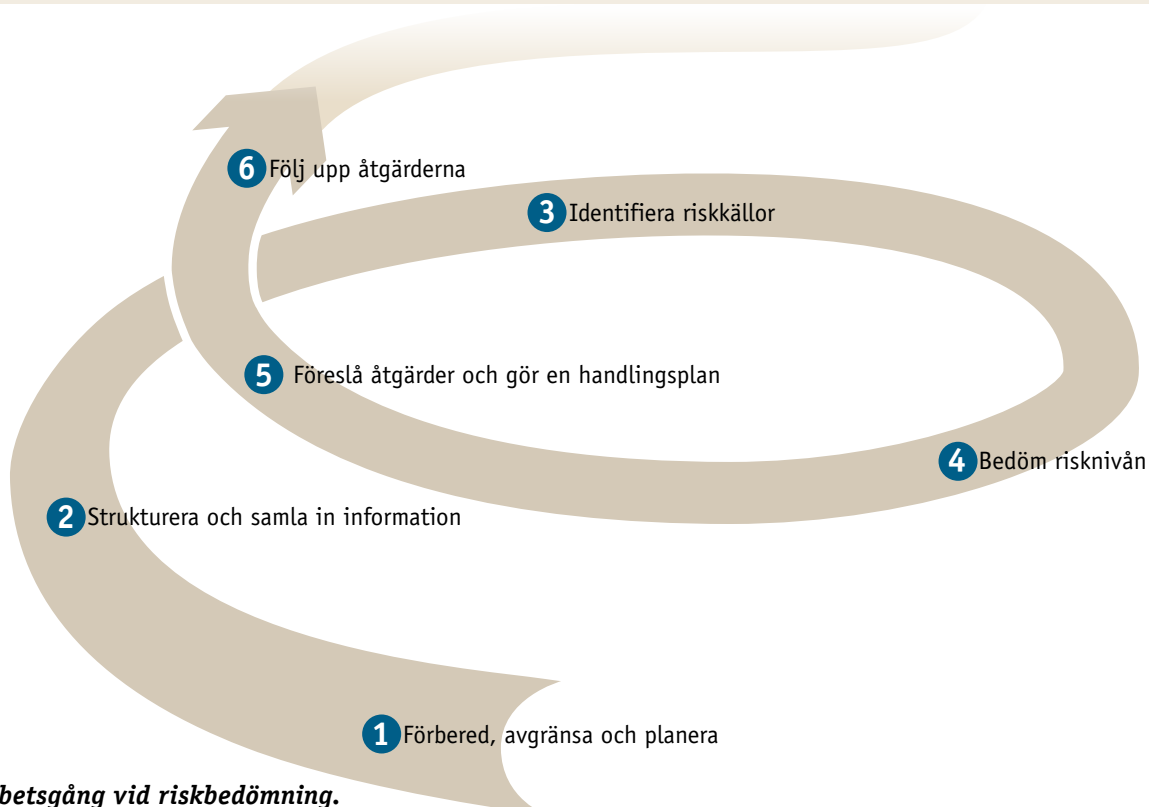 6 Följ upp åtgärderna
3 Identifiera riskkällor
5 Föreslå åtgärder och gör en handlingsplan
4 Bedöm risknivån
2 Strukturera och samla in information
1 Förbered, avgränsa och planera
betsgång vid riskbedömning.